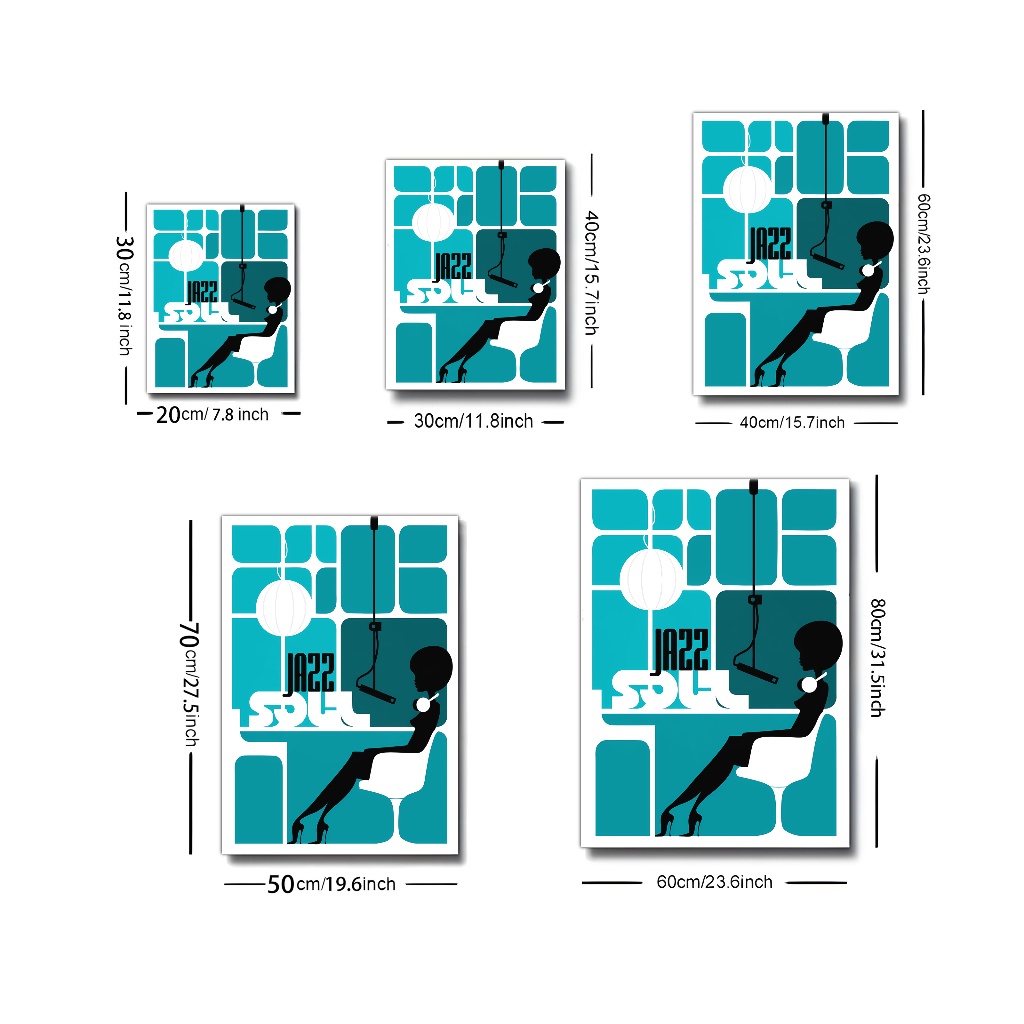 JAZZ
SOUL
30cm/11.8 inch
20cm/ 7.8 inch
JAZZ
SOUL
40cm/15.7inch
30cm/11.8inch
JAZZ
SOUL
60cm/23.6inch
40cm/15.7inch
JAZZ
SOUL
70cm/27.5inch
50cm/19.6inch
JAZZ
SOUL
80cm/31.5inch
60cm/23.6inch